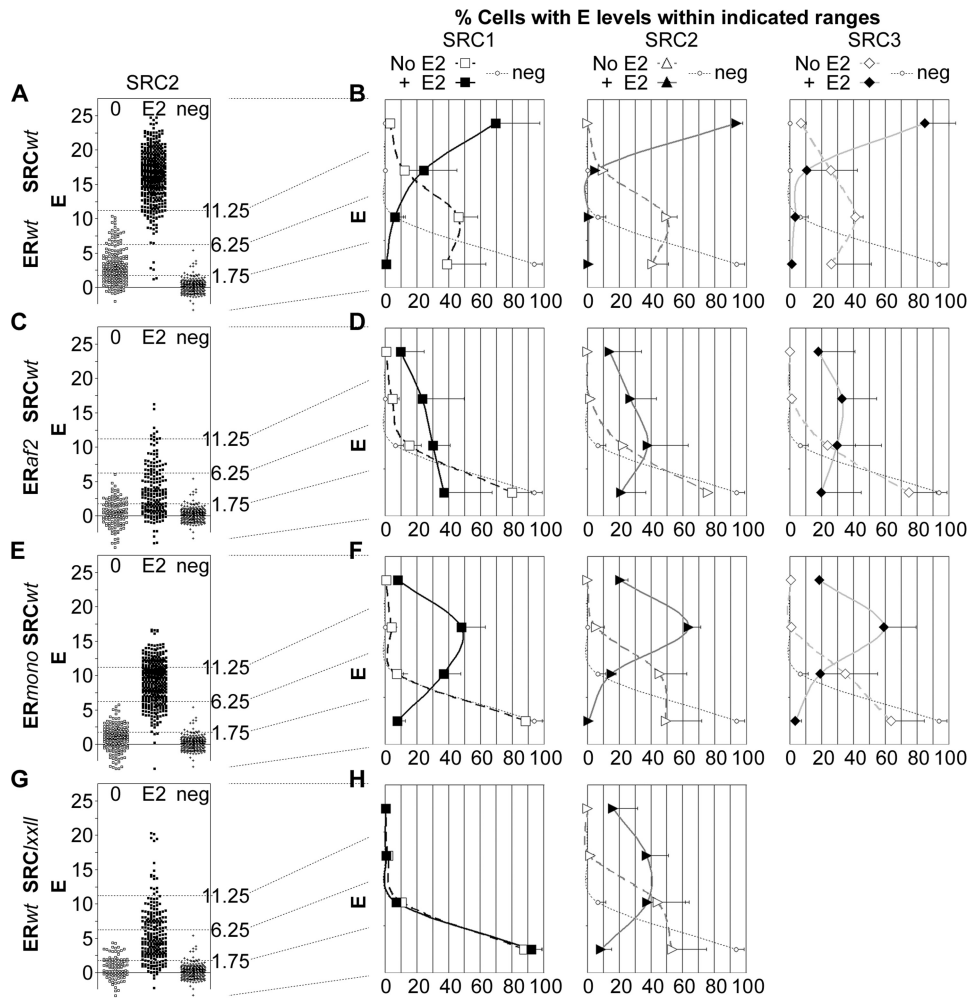 % Cells with E levels within indicated ranges
SRC1 SRC2 SRC3
No E2 neg No E2 neg No E2 neg
+ E2 + E2 + E2
SRC2
A B
0 E2 neg
25
20
15
10
5
0
E
11.25
6.25
1.75
ERwt SRCwt
E
0 20 40 60 80 100 0 20 40 60 80 100 0 20 40 60 80 100
C D
0 E2 neg
25
20
15
10
5
0
E
11.25
6.25
1.75
ERaf2 SRCwt
E
0 20 40 60 80 100 0 20 40 60 80 100 0 20 40 60 80 100
E F
0 E2 neg
25
20
15
10
5
0
E
11.25
6.25
1.75
ERmono SRCwt
E
0 20 40 60 80 100 0 20 40 60 80 100 0 20 40 60 80 100
G H
0 E2 neg
25
20
15
10
5
0
E
11.25
6.25
1.75
ERwt SRClxxll
E
0 20 40 60 80 100 0 20 40 60 80 100